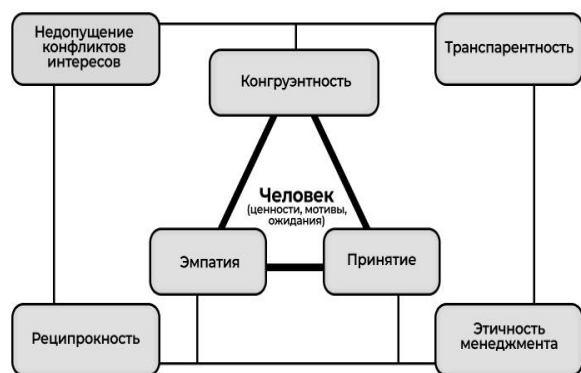 Недопущение
конфликтов
интересов
Транспарентность
Конгруэнтность
Человек
(ценности, мотивы,
ожидания)
Эмпатия
Принятие
Реципрокность
Этичность
менеджмента